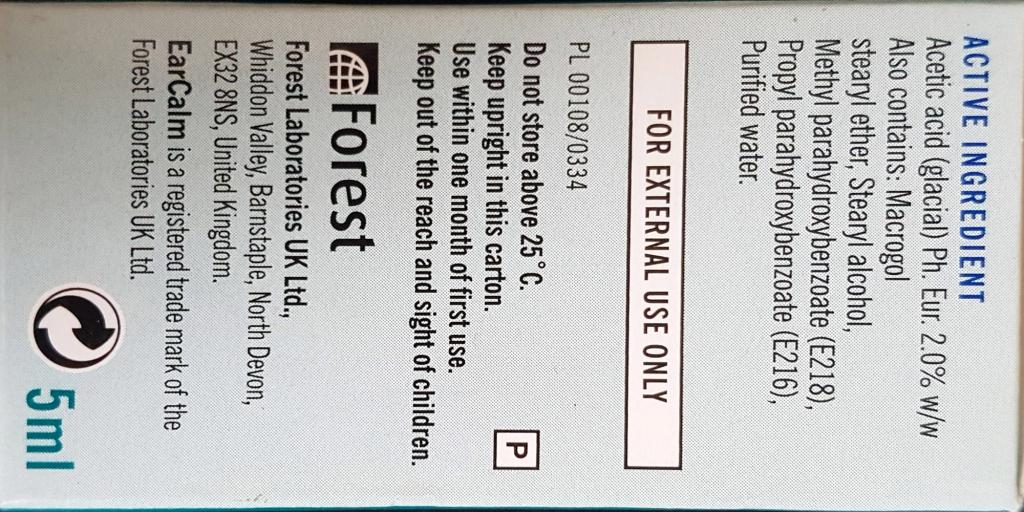 ACTIVE INGREDIENT
Acetic acid (glacial) Ph. Eur. 2.0% w/w
Also contains: Macrogol
stearyl ether, Stearyl alcohol,
Methyl parahydroxybenzoate (E218),
Propyl parahydroxybenzoate (E216),
Purified water.
FOR EXTERNAL USE ONLY
PL 00108/0334
Do not store above 25°C.
Keep upright in this carton.
P
Use within one month of first use.
Keep out of the reach and sight of children.
Forest
Forest Laboratories UK Ltd.,
Whiddon Valley, Barnstaple, North Devon,
EX32 8NS, United Kingdom.
EarCalm is a registered trade mark of the
Forest Laboratories UK Ltd.
5ml